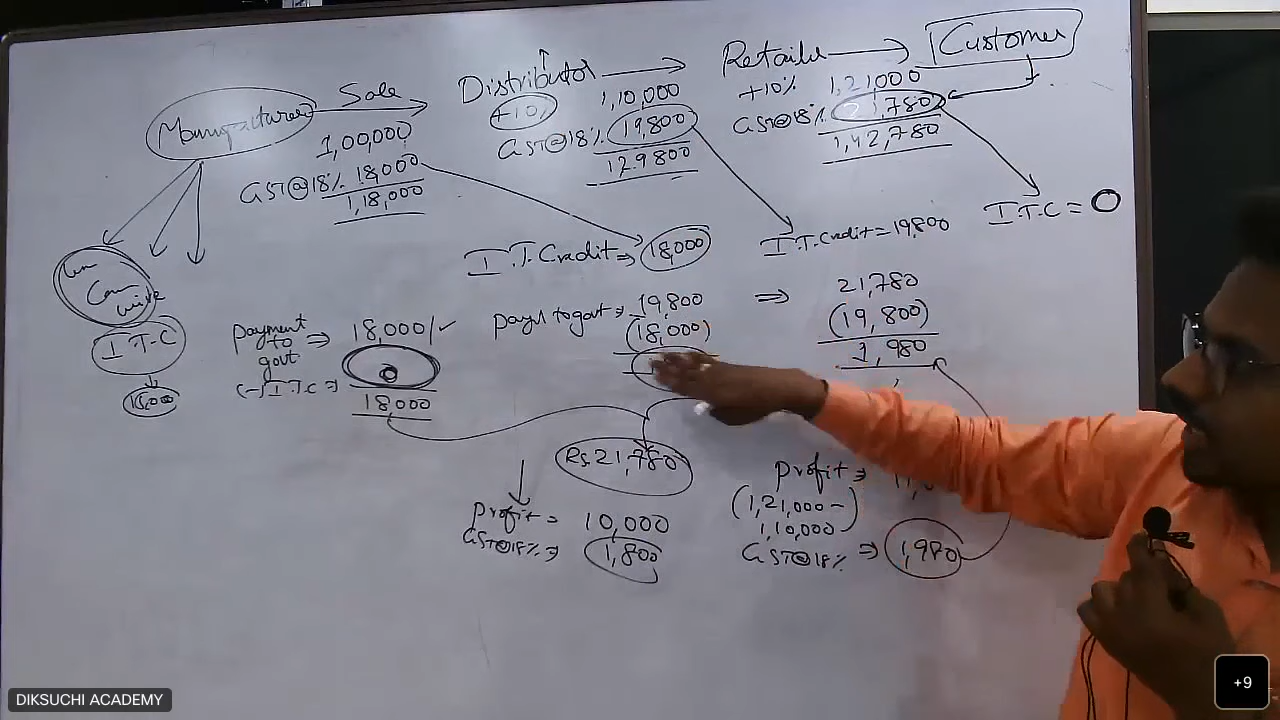 Manufacturer
Sale
1,00,000
GST@18% 18,000
1,18,000
Distributor
+10%
1,10,000
GST@18% 19,800
129800
Retailer
+10%
1,21,000
GST@18% 21,780
1,42,780
Customer
I.T.C = 0
I.T.Credit ⇒ 18,000
I.T.Credit = 19,800
I T C
payment to govt ⇒ 18,000/
(-) I.T.C ⇒ 0
18,000
paymt to govt ⇒ 19,800
(18,000)
⇒ 21,780
(19,800)
1,980
Rs 21,780
Profit =
10,000
GST@18% ⇒ 1,800
Profit ⇒
(1,21,000 -
1,10,000)
GST@18% ⇒ 1,980
DIKSUCHI ACADEMY
+9